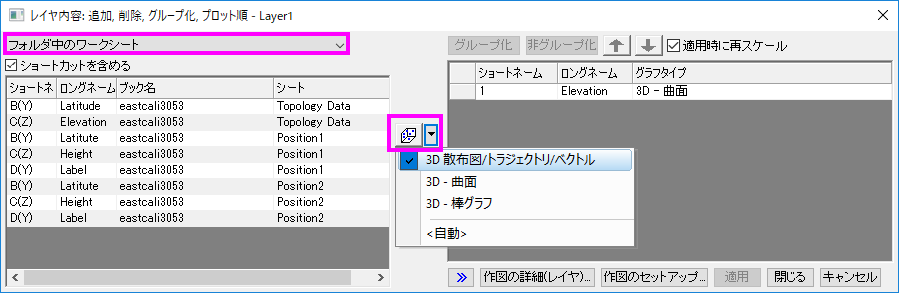 レイヤ内容: 追加, 削除, グループ化, プロット順 - Layer1
フォルダ中のワークシート
ショートカットを含める
ショートネ ロングネーム ブック名 シート
B(Y) Latitude eastcali3053 Topology Data
C(Z) Elevation eastcali3053 Topology Data
B(Y) Latitude eastcali3053 Position1
C(Z) Height eastcali3053 Position1
D(Y) Label eastcali3053 Position1
B(Y) Latitude eastcali3053 Position2
C(Z) Height eastcali3053 Position2
D(Y) Label eastcali3053 Position2
3D 散布図/トラジェクトリ/ベクトル
3D - 曲面
3D - 棒グラフ
<自動>
グループ化 非グループ化 適用時に再スケール
ショートネーム ロングネーム グラフタイプ
1 Elevation 3D - 曲面
作図の詳細(レイヤ)... 作図のセットアップ... 適用 閉じる キャンセル